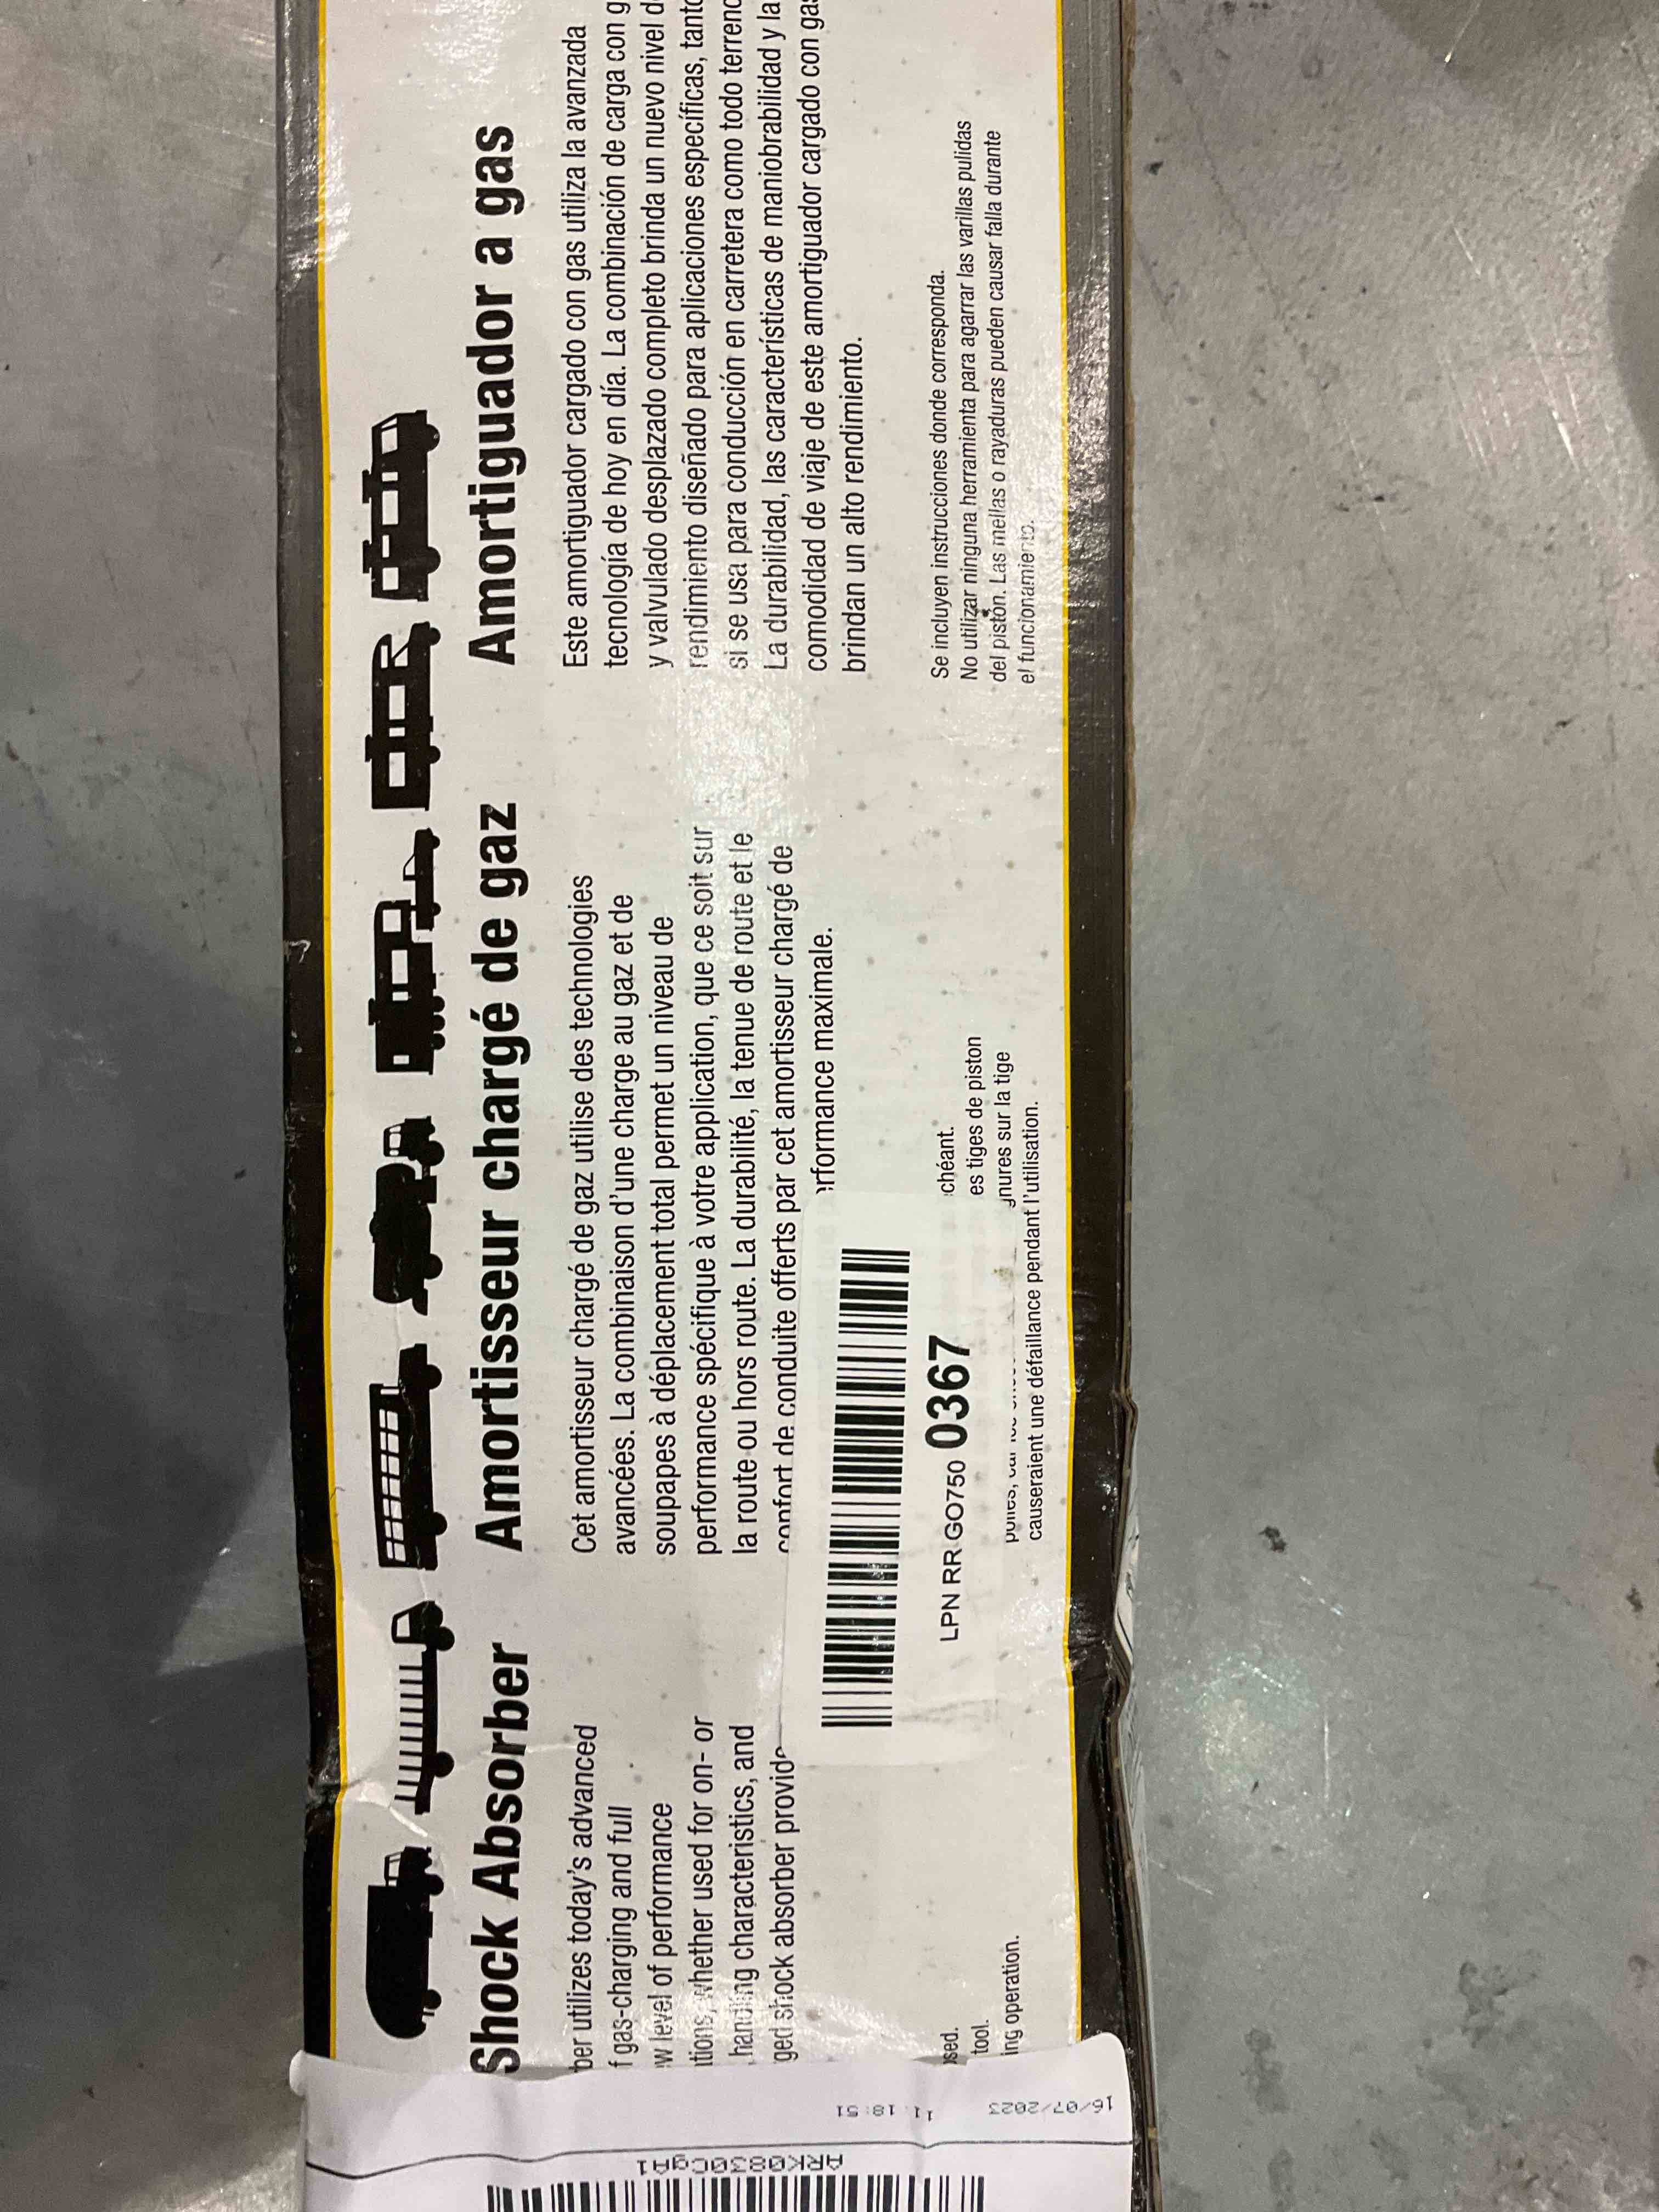 Shock Absorber
ber utilizes today's advanced
f gas-charging and full
w level of performance
tions, whether used for on- or
handling characteristics, and
ged shock absorber provide
sed.
tool.
ing operation.
Amortisseur chargé de gaz
Cet amortisseur chargé de gaz utilise des technologies
avancées. La combinaison d'une charge au gaz et de
soupapes à déplacement total permet un niveau de
performance spécifique à votre application, que ce soit sur
la route ou hors route. La durabilité, la tenue de route et le
confort de conduite offerts par cet amortisseur chargé de
rformance maximale.
chéant.
es tiges de piston
gnures sur la tige
causeraient une défaillance pendant l'utilisation.
LPN RR GO750 0367
Amortiguador a gas
Este amortiguador cargado con gas utiliza la avanzada
tecnología de hoy en día. La combinación de carga con g
y valvulado desplazado completo brinda un nuevo nivel d
rendimiento diseñado para aplicaciones específicas, tanto
si se usa para conducción en carretera como todo terreno
La durabilidad, las características de maniobrabilidad y la
comodidad de viaje de este amortiguador cargado con gas
brindan un alto rendimiento.
Se incluyen instrucciones donde corresponda.
No utilizar ninguna herramienta para agarrar las varillas pulidas
del pistón. Las mellas o rayaduras pueden causar falla durante
el funcionamiento.
ARK0830CgA1
11 18:51
16/07/2023